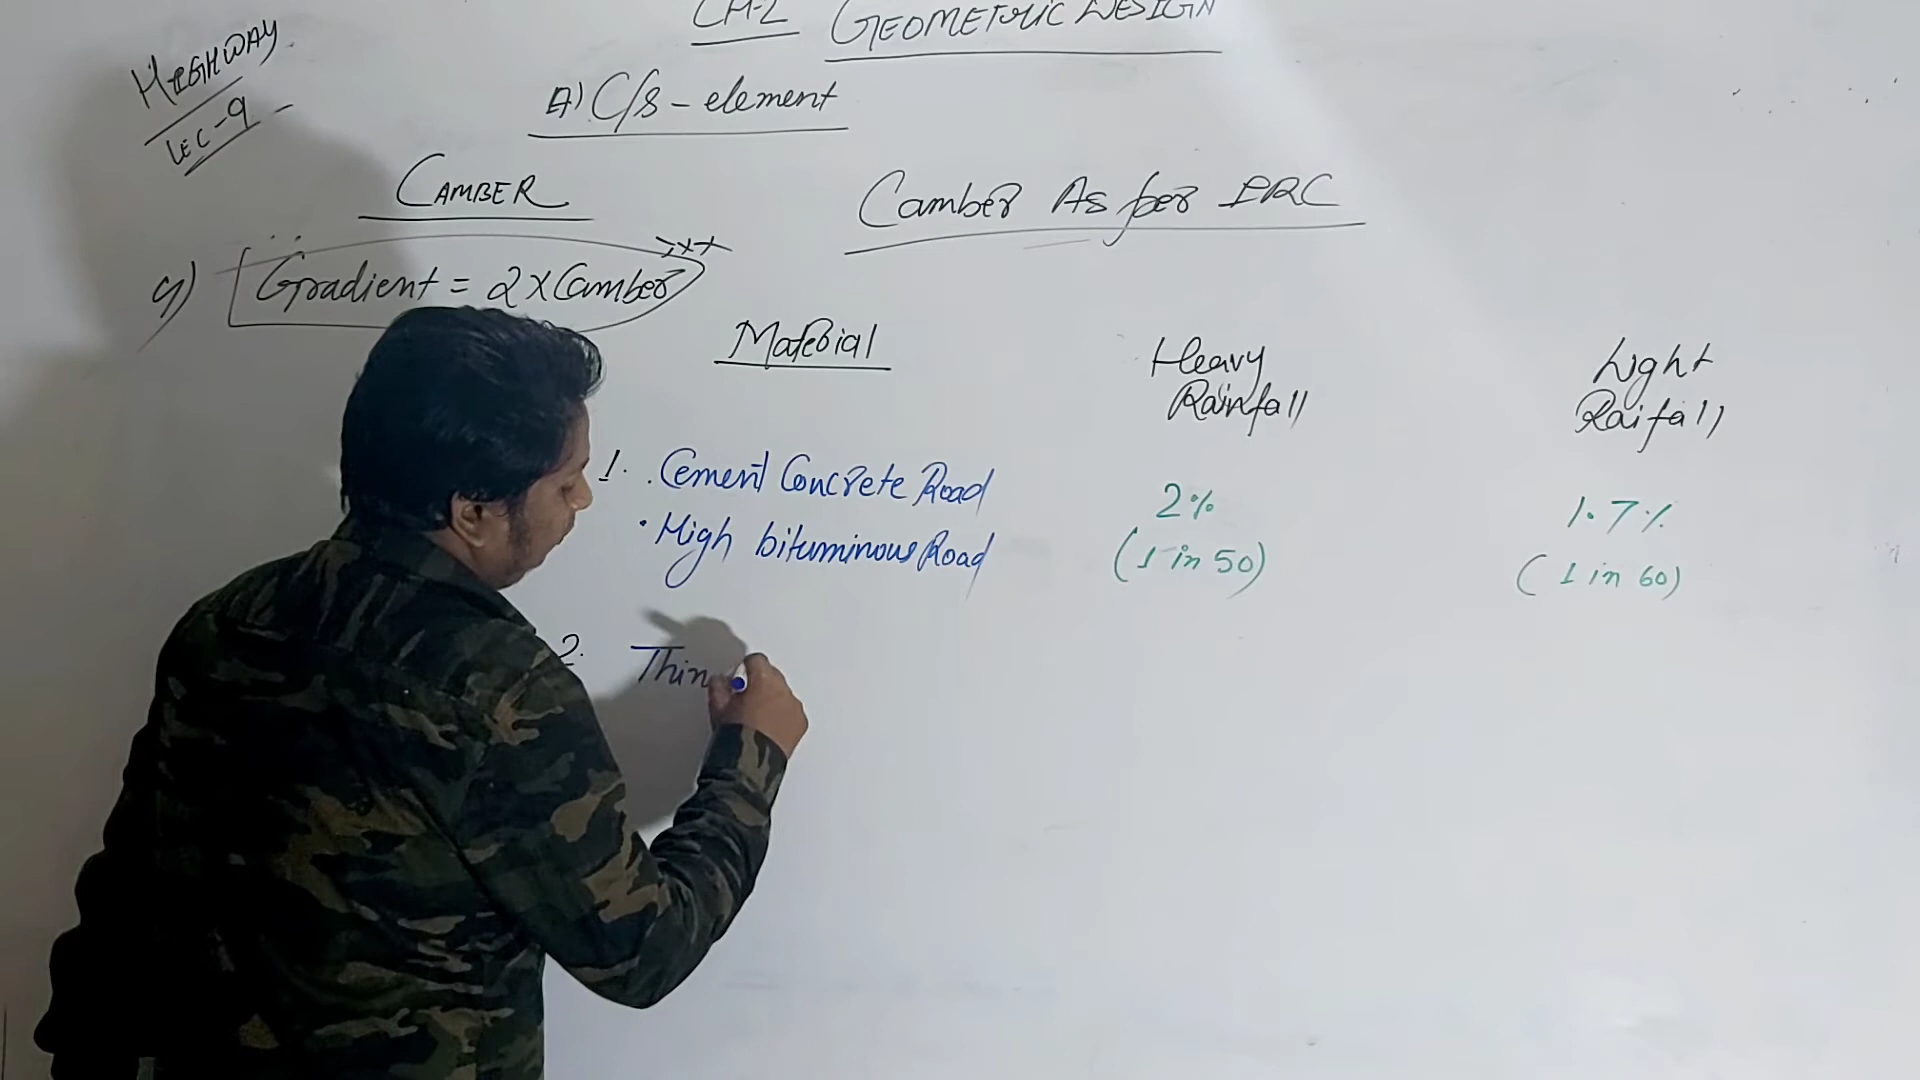 CH-2 GEOMETRIC DESIGN
HIGHWAY
LEC-9
A) C/S - element
CAMBER
Camber As per IRC
4) Gradient = 2 x Camber
Material
Heavy Rainfall
Light Raifall
1. . Cement Concrete Road
2%
1.7%
. High bituminous Road
(1 in 50)
(1 in 60)
2. Thin